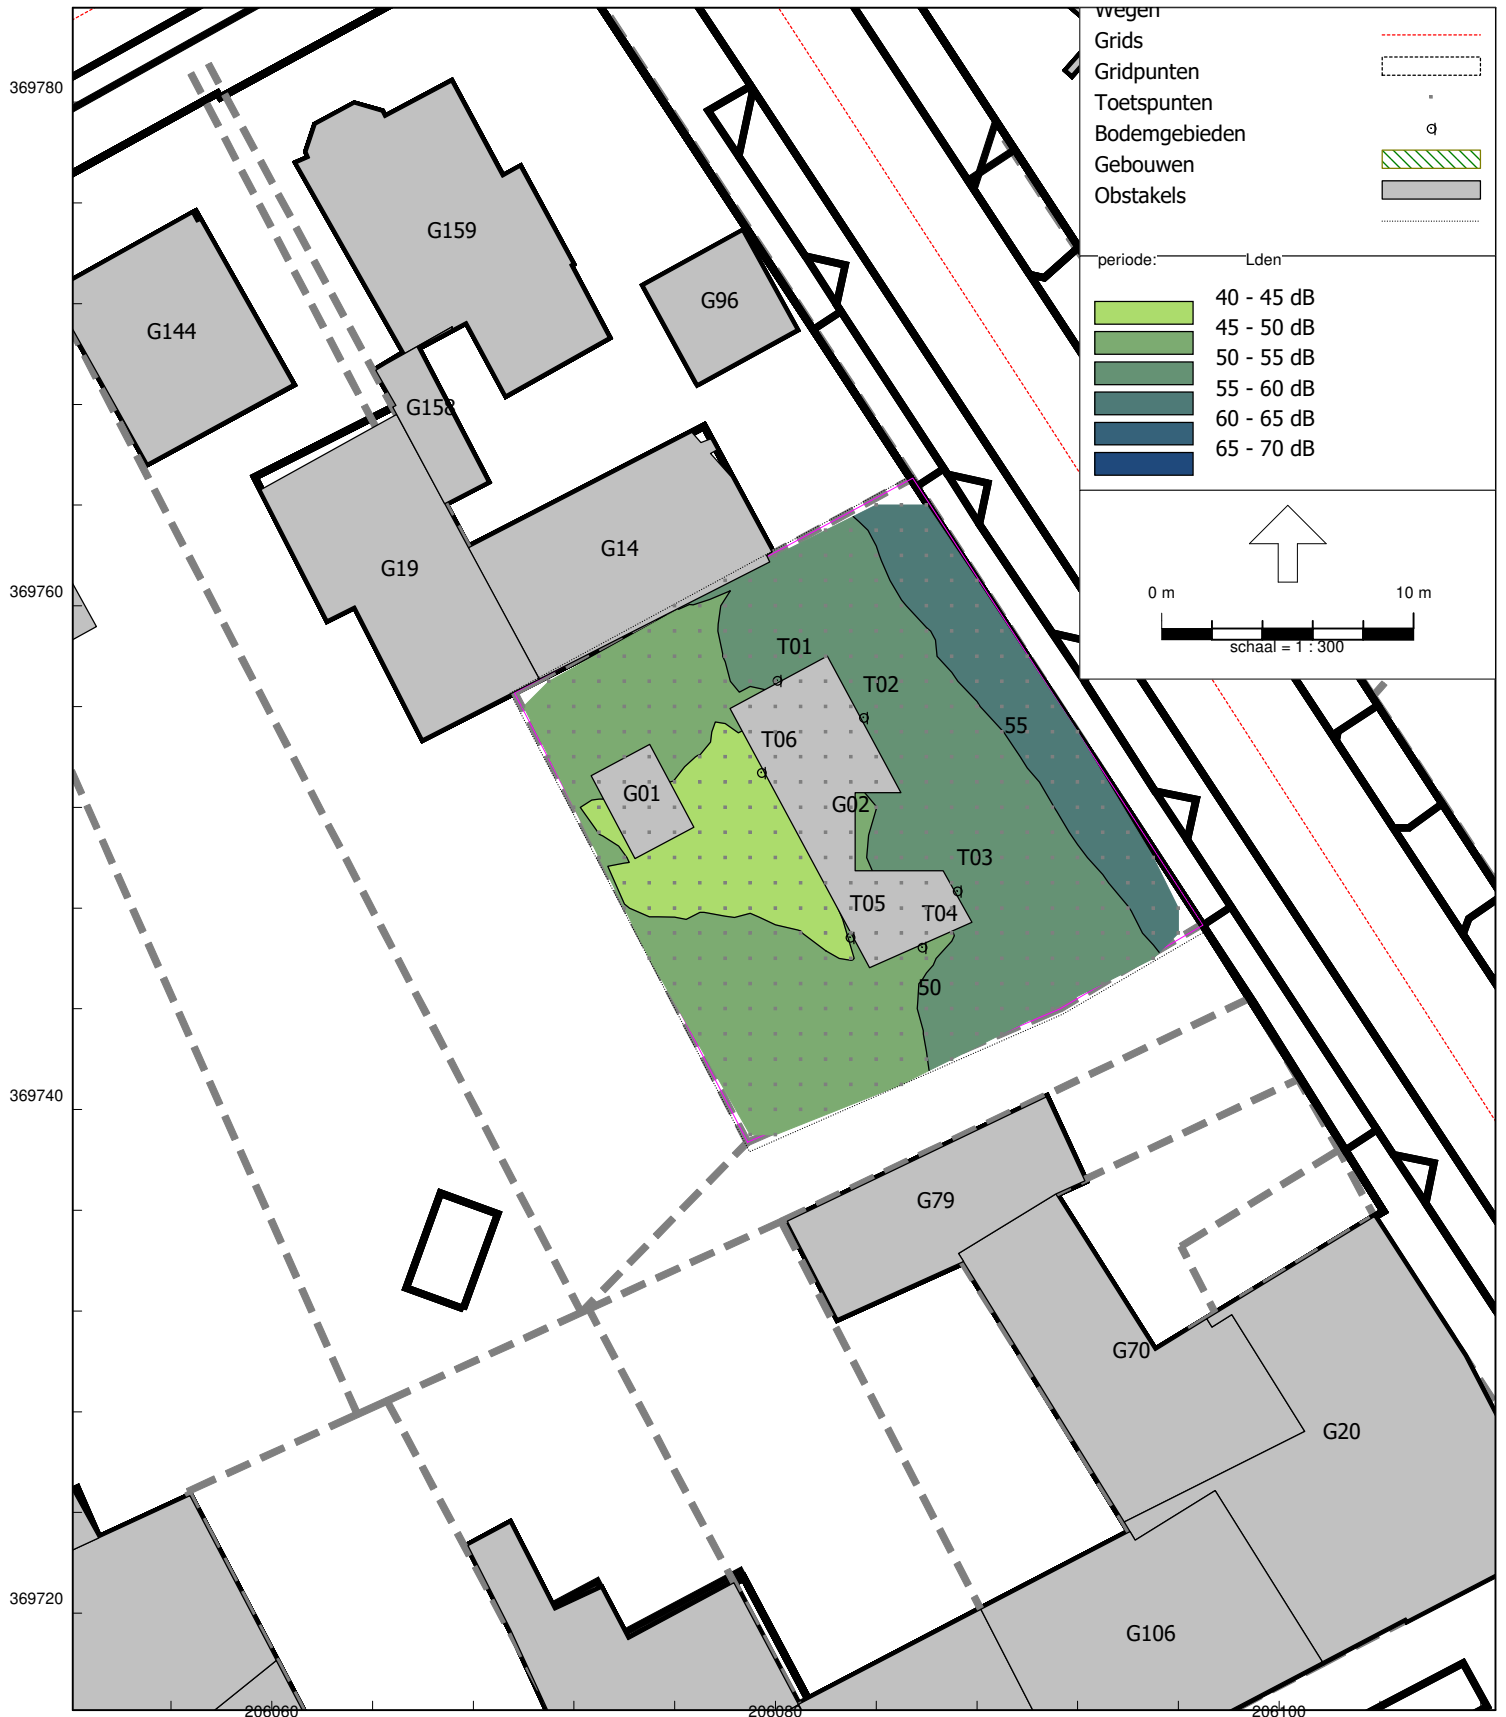 Wegen
Grids
Gridpunten
Toetspunten
Bodemgebieden
Gebouwen
Obstakels
periode: Lden
40 - 45 dB
45 - 50 dB
50 - 55 dB
55 - 60 dB
60 - 65 dB
65 - 70 dB
0 m 10 m
schaal = 1 : 300
369780
G159
G96
G144
G158
G14
G19
369760
T01
T02
55
T06
G01
G02
T03
T05
T04
50
369740
G79
G70
G20
369720
G106
206060 206080 206100